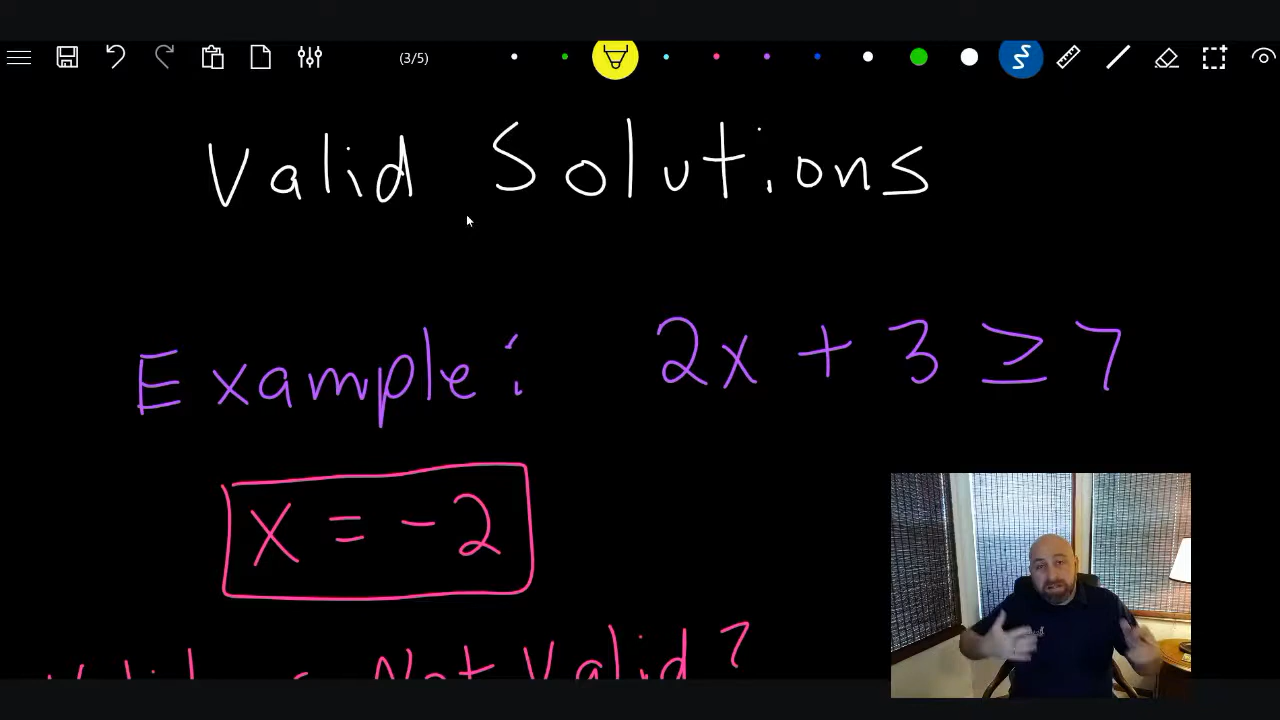 (3/5)
Valid Solutions
Example: 2x + 3 ≥ 7
x = -2
Not Valid?